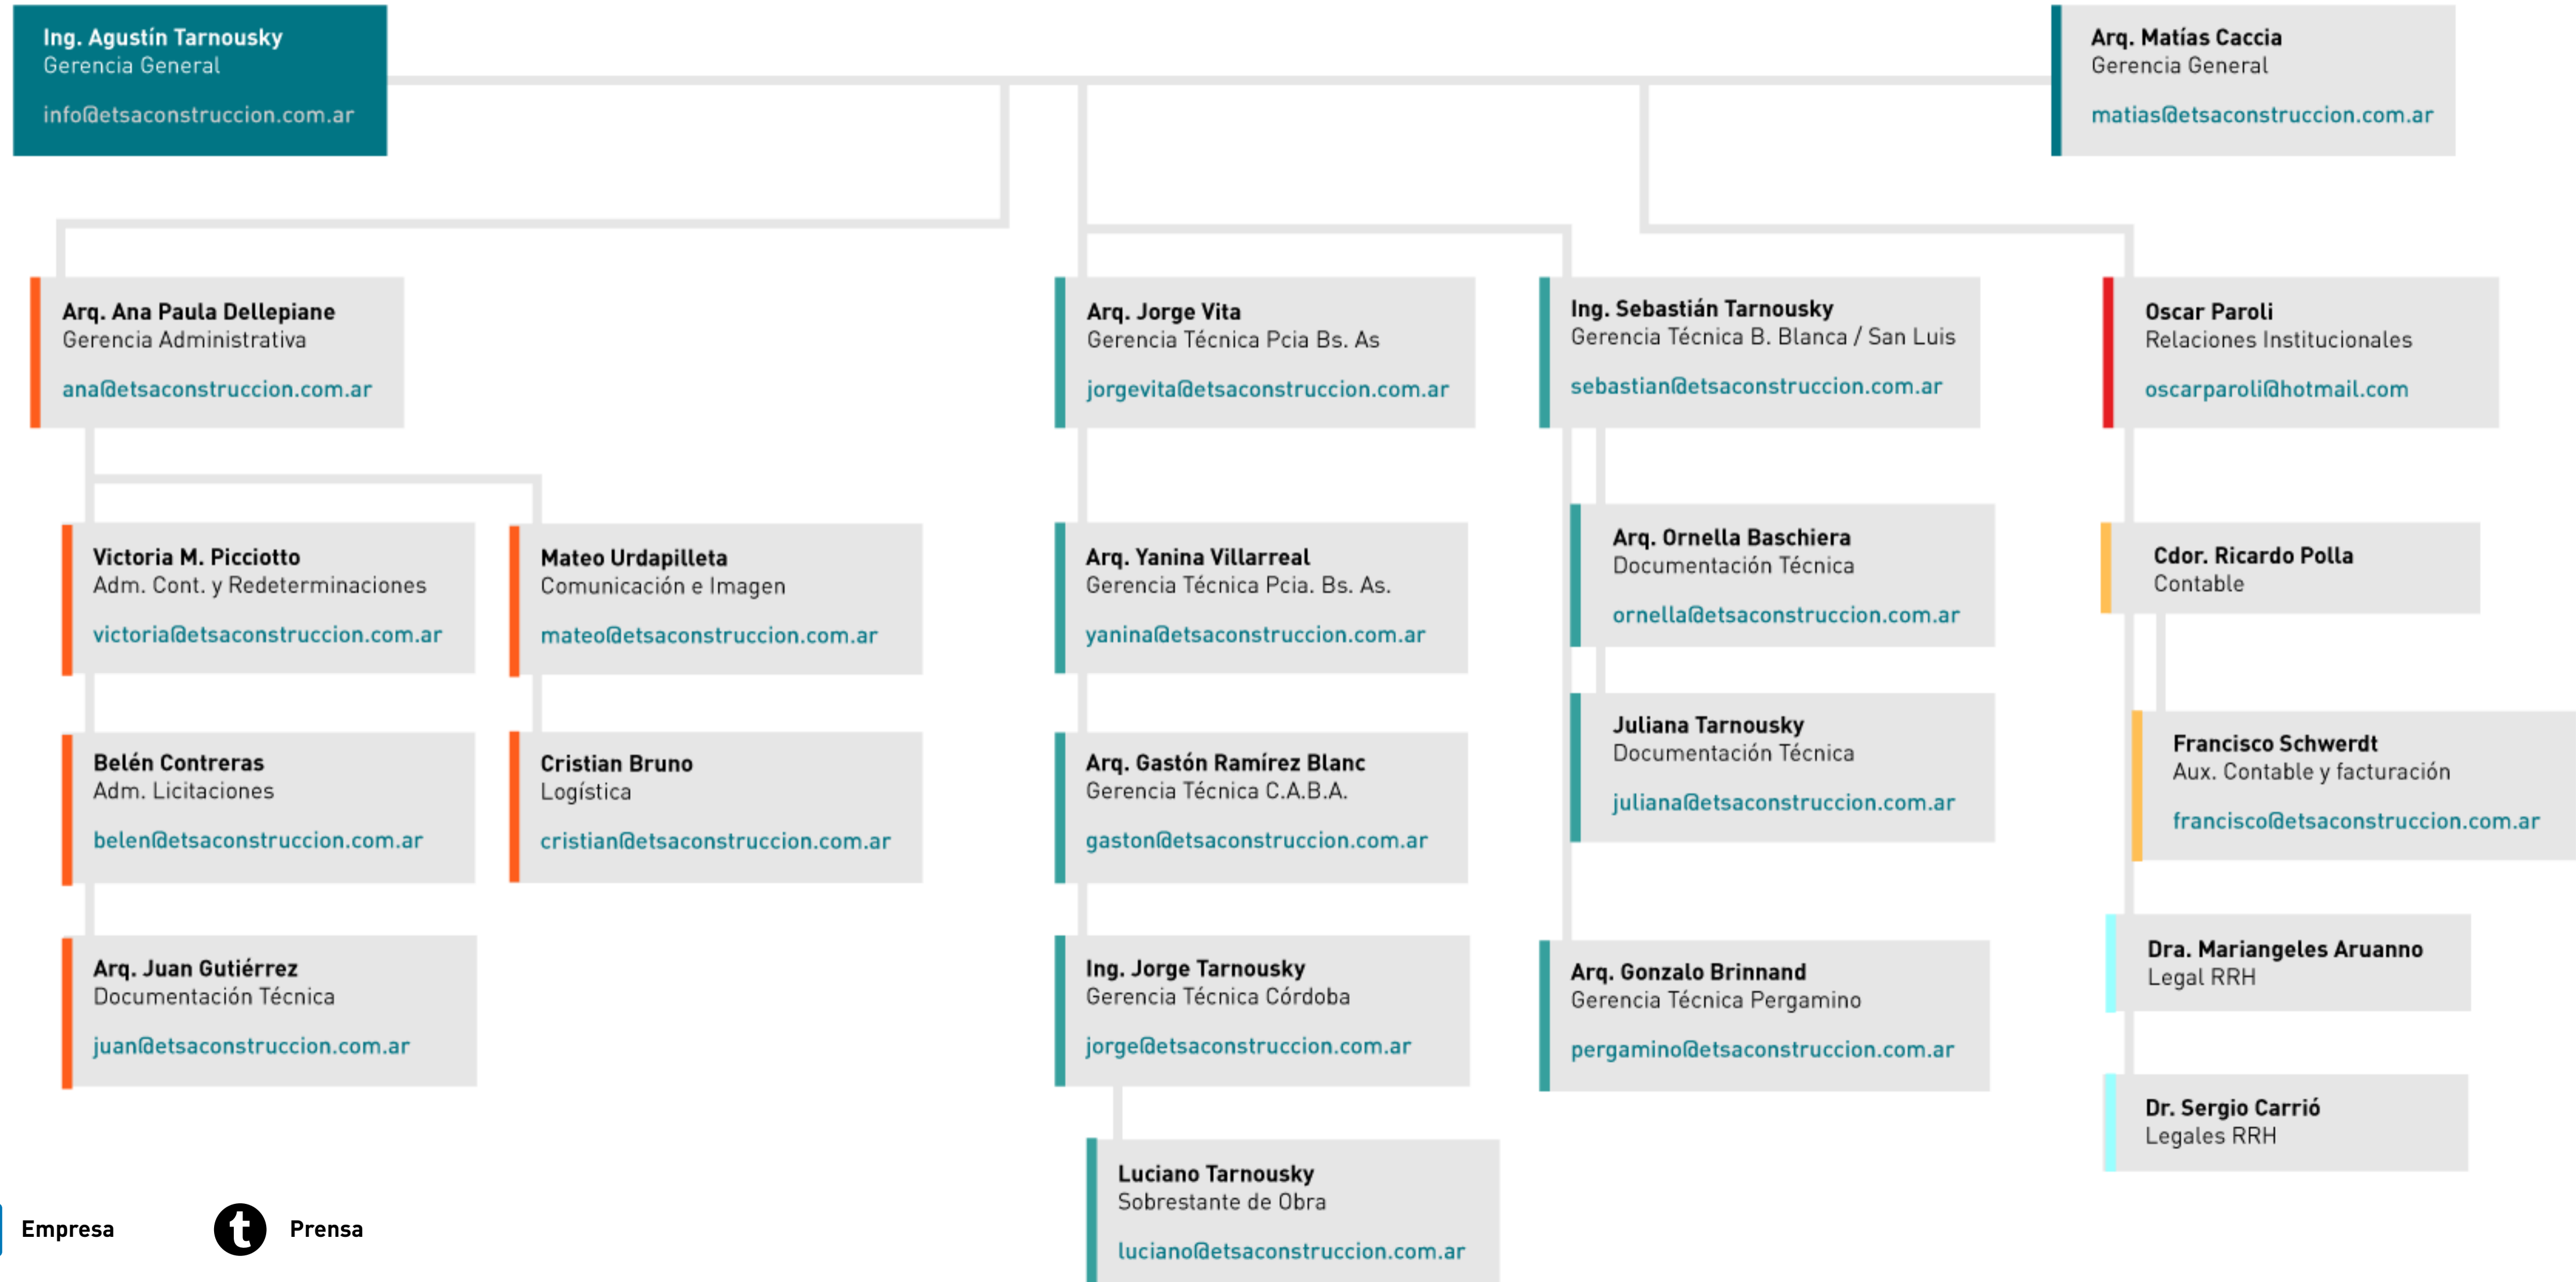 Ing. Agustín Tarnousky
Gerencia General
info@etsaconstruccion.com.ar
Arq. Matías Caccia
Gerencia General
matias@etsaconstruccion.com.ar
Arq. Ana Paula Dellepiane
Gerencia Administrativa
ana@etsaconstruccion.com.ar
Victoria M. Picciotto
Adm. Cont. y Redeterminaciones
victoria@etsaconstruccion.com.ar
Belén Contreras
Adm. Licitaciones
belen@etsaconstruccion.com.ar
Arq. Juan Gutiérrez
Documentación Técnica
juan@etsaconstruccion.com.ar
Mateo Urdapilleta
Comunicación e Imagen
mateo@etsaconstruccion.com.ar
Cristian Bruno
Logística
cristian@etsaconstruccion.com.ar
Arq. Jorge Vita
Gerencia Técnica Pcia Bs. As
jorgevita@etsaconstruccion.com.ar
Arq. Yanina Villarreal
Gerencia Técnica Pcia. Bs. As.
yanina@etsaconstruccion.com.ar
Arq. Gastón Ramírez Blanc
Gerencia Técnica C.A.B.A.
gaston@etsaconstruccion.com.ar
Ing. Jorge Tarnousky
Gerencia Técnica Córdoba
jorge@etsaconstruccion.com.ar
Luciano Tarnousky
Sobrestante de Obra
luciano@etsaconstruccion.com.ar
Ing. Sebastián Tarnousky
Gerencia Técnica B. Blanca / San Luis
sebastian@etsaconstruccion.com.ar
Arq. Ornella Baschiera
Documentación Técnica
ornella@etsaconstruccion.com.ar
Juliana Tarnousky
Documentación Técnica
juliana@etsaconstruccion.com.ar
Arq. Gonzalo Brinnand
Gerencia Técnica Pergamino
pergamino@etsaconstruccion.com.ar
Oscar Paroli
Relaciones Institucionales
oscarparoli@hotmail.com
Cdor. Ricardo Polla
Contable
Francisco Schwerdt
Aux. Contable y facturación
francisco@etsaconstruccion.com.ar
Dra. Mariangeles Aruanno
Legal RRH
Dr. Sergio Carrió
Legales RRH
Empresa
t
Prensa